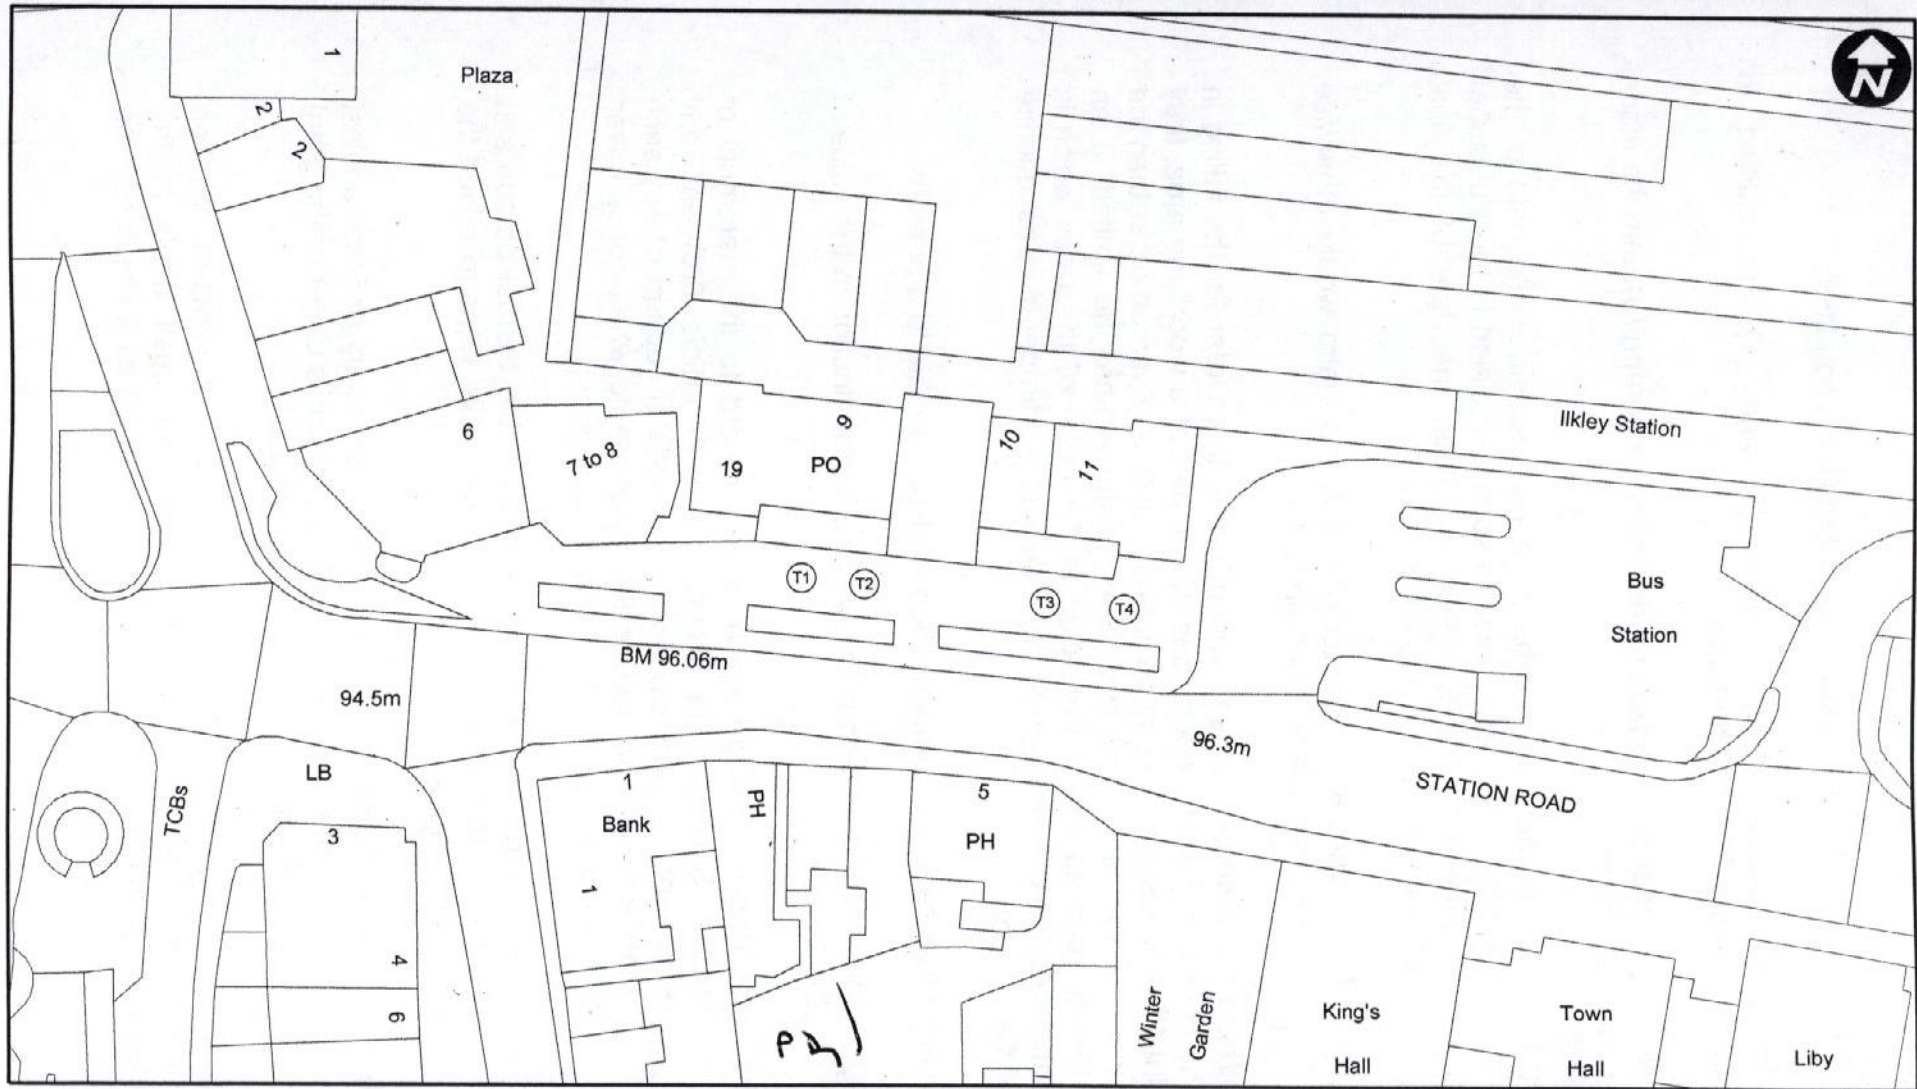 1
Plaza
N
2
2
Ilkley Station
6
7 to 8
19
9
PO
10
11
T1
T2
T3
T4
Bus
Station
BM 96.06m
94.5m
96.3m
STATION ROAD
LB
TCBs
3
4
6
1
Bank
1
PH
5
PH
Winter
Garden
King's
Hall
Town
Hall
Liby